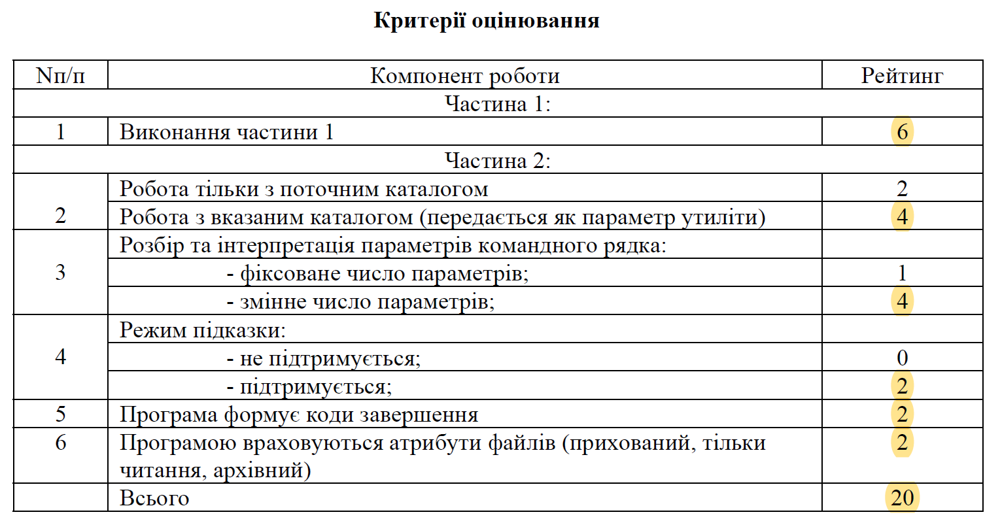 Критерії оцінювання
Nп/п Компонент роботи Рейтинг
Частина 1:
1 Виконання частини 1 6
Частина 2:
Робота тільки з поточним каталогом 2
2 Робота з вказаним каталогом (передається як параметр утиліти) 4
Розбір та інтерпретація параметрів командного рядка:
3 - фіксоване число параметрів; 1
- змінне число параметрів; 4
Режим підказки:
4 - не підтримується; 0
- підтримується; 2
5 Програма формує коди завершення 2
6 Програмою враховуються атрибути файлів (прихований, тільки 2
читання, архівний)
Всього 20